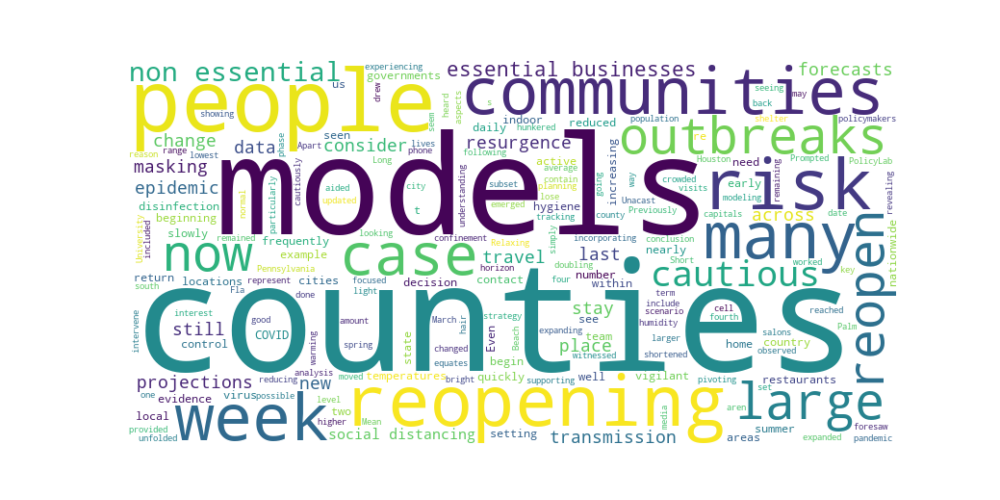 experiencing
non essential
governments
us
essential businesses
forecasts
seeing
may
people
communities
showing
drew
heard
aspects
s
indoor
reduced
population
shelter
back
policymakers
change
seen
phase
data
consider
daily
hunkered
outbreaks
re
masking
reason
range
lowest
Apart
lives
phone
resurgence
following
Long
active
average
contain
need
Houston
Prompted
PolicyLab
models
risk
epidemic
particularly
cautiously
aided
city
subset
planning
way
going
early
crowded
visits
remaining
revealing
disinfection
normal
updated
t
lose
emerged
hygiene
tracking
county
Unacast
modeling
included
beginning
University
understanding
increasing
Previously
capitals
date
many
across
slowly
remained
looking
Relaxing
simply
incorporating
conclusion
worked
now
frequently
case
confinement
travel
last
nearly
key
nationwide
example
Pennsylvania
horizon
doubling
Short
cautious
return
locations
represent
cities
focused
decision
contact
four
number
within
term
include
cell
reached
reopen
south
Fla
done
light
interest
good
amount
March
hair
strategy
expanding
stay
scenario
humidity
fourth
salons
Palm
intervene
still
COVID
spring
changed
Even
Beach
see
team
larger
observed
control
warming
state
equates
place
witnessed
shortened
home
country
counties
projections
reducing
analysis
temperatures
begin
quickly
supporting
bright
pivoting
well
vigilant
restaurants
one
evidence
virus
possible
moved
new
level
set
local
two
higher
Mean
reopening
large
week
media
aren
summer
foresaw
provided
unfolded
social distancing
setting
transmission
areas
expanded
pandemic